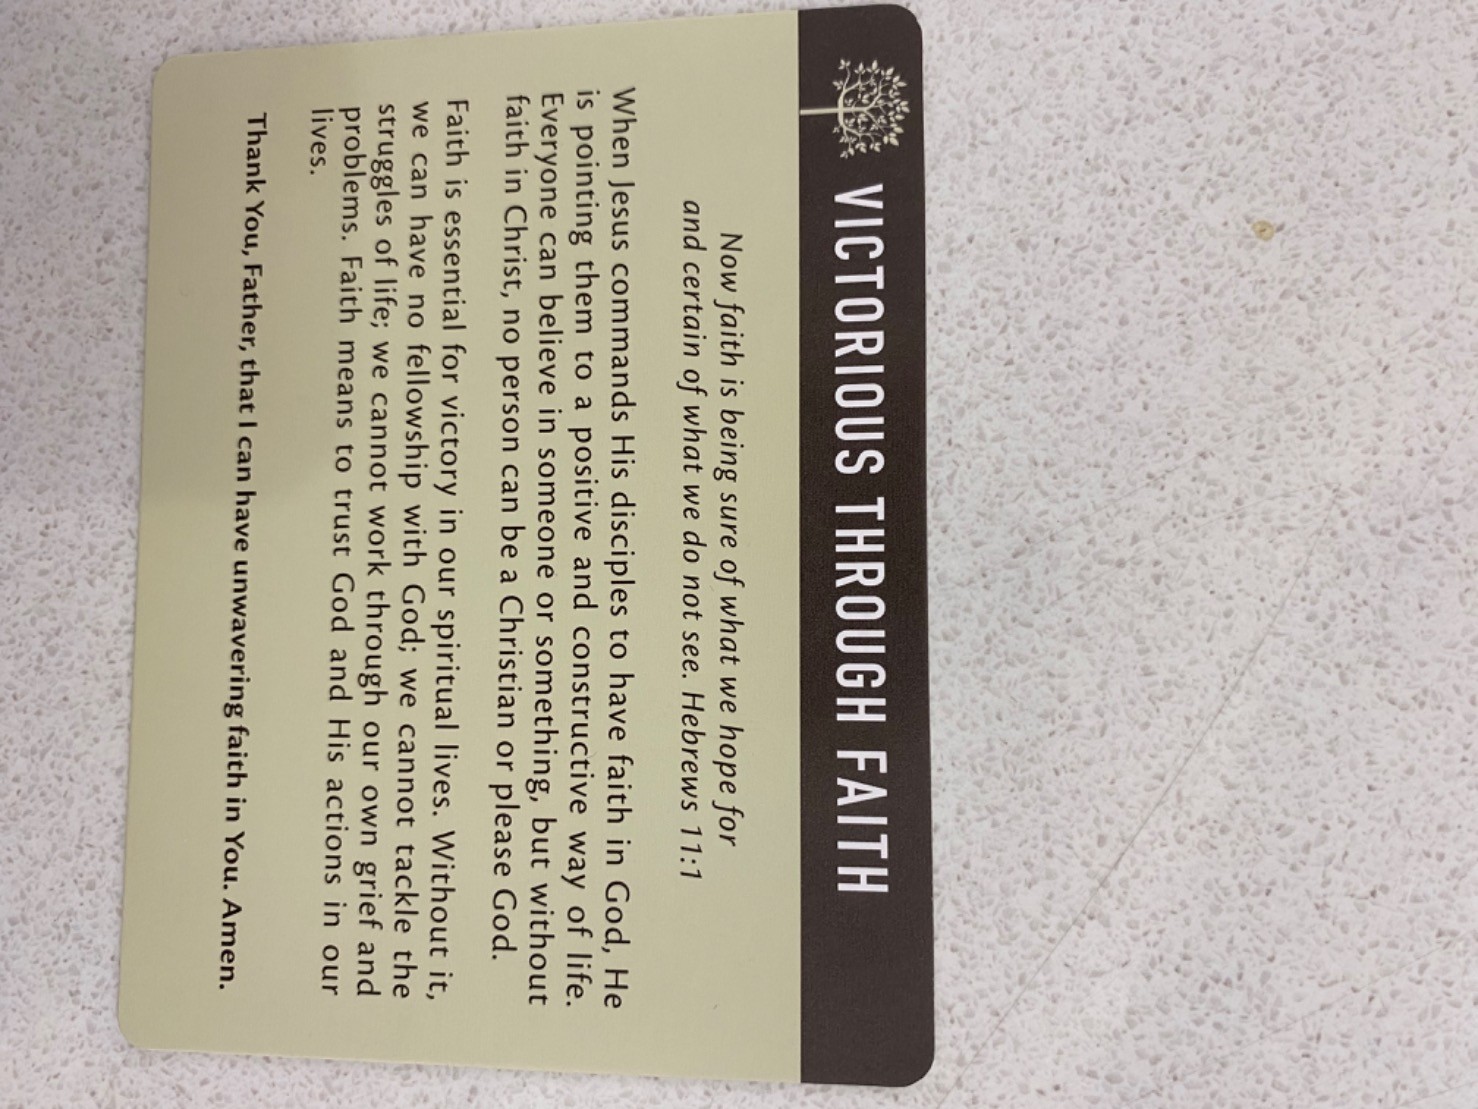 VICTORIOUS THROUGH FAITH
Now faith is being sure of what we hope for
and certain of what we do not see. Hebrews 11:1
When Jesus commands His disciples to have faith in God, He
is pointing them to a positive and constructive way of life.
Everyone can believe in someone or something, but without
faith in Christ, no person can be a Christian or please God.
Faith is essential for victory in our spiritual lives. Without it,
we can have no fellowship with God; we cannot tackle the
struggles of life; we cannot work through our own grief and
problems. Faith means to trust God and His actions in our
lives.
Thank You, Father, that I can have unwavering faith in You. Amen.